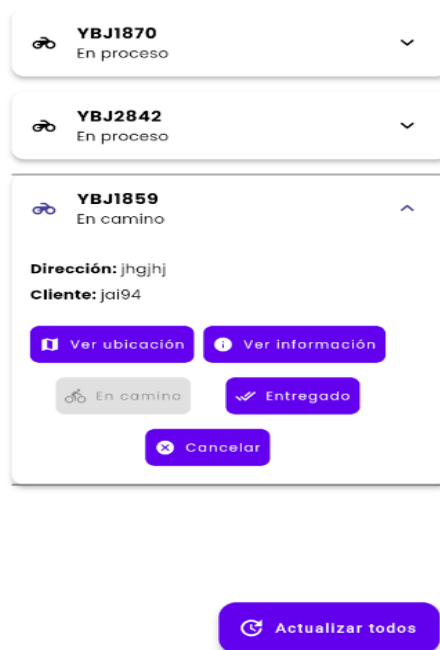 YBJ1870
En proceso
YBJ2842
En proceso
YBJ1859
En camino
Dirección: jhgjhj
Cliente: jai94
Ver ubicación
Ver información
En camino
Entregado
Cancelar
Actualizar todos